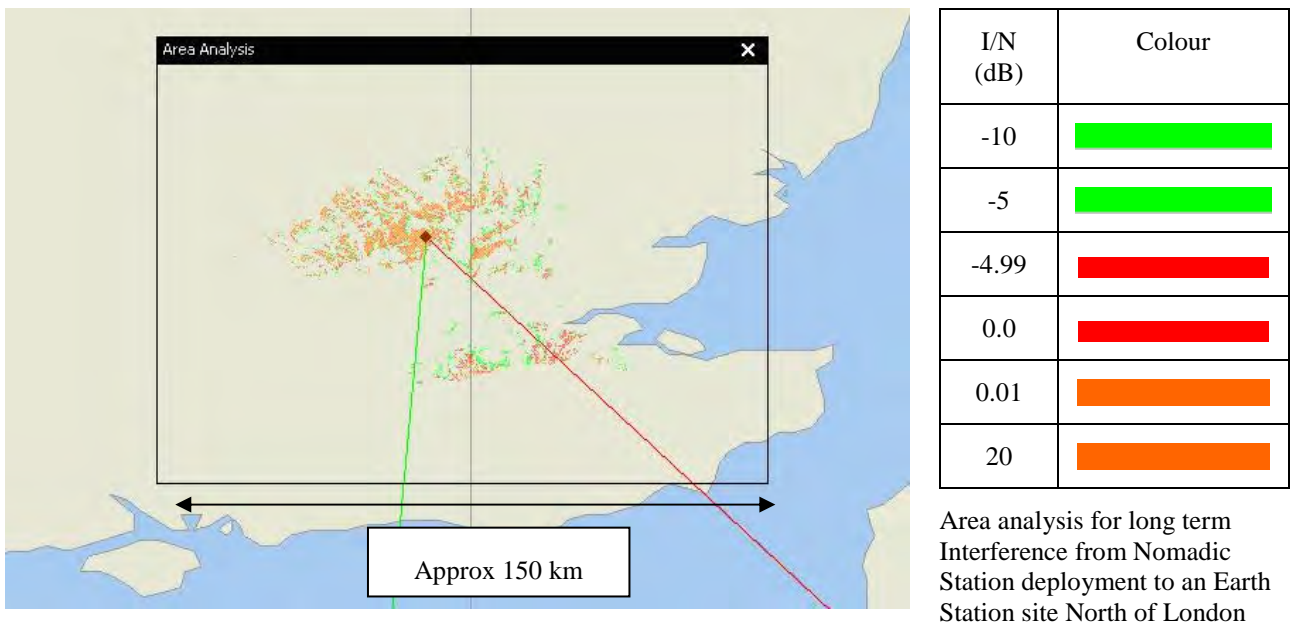 Area Analysis
Approx 150 km
I/N
(dB)
Colour
-10
-5
-4.99
0.0
0.01
20
Area analysis for long term
Interference from Nomadic
Station deployment to an Earth
Station site North of London